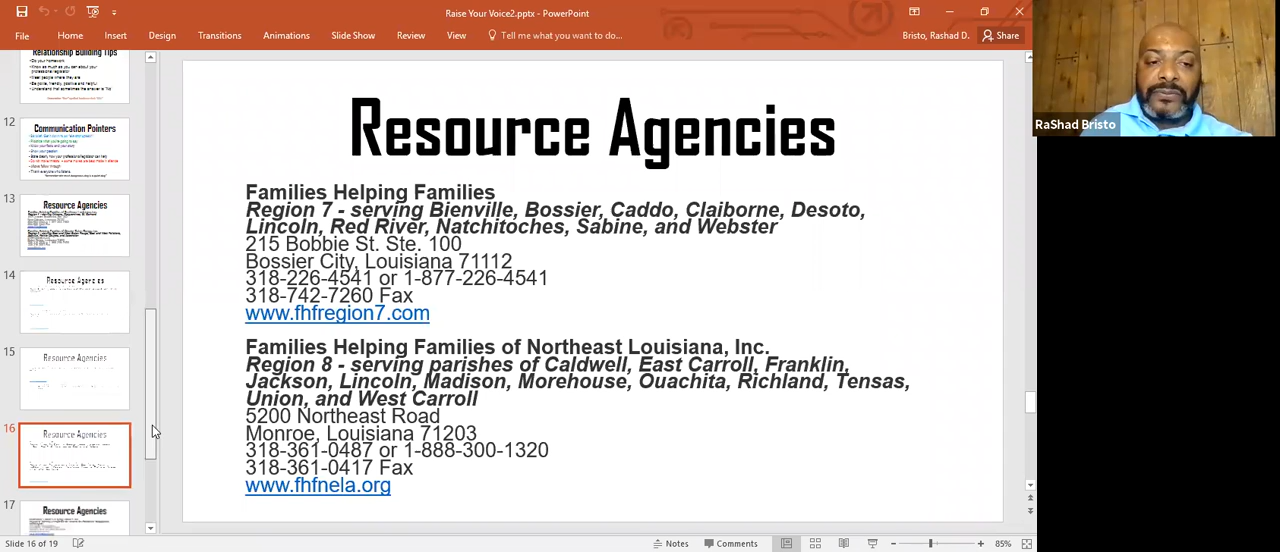 Raise Your Voice2.pptx - PowerPoint
File Home Insert Design Transitions Animations Slide Show Review View Tell me what you want to do... Bristo, Rashad D. Share
RaShad Bristo
Relationship Building Tips
12
Communication Pointers
13
Resource Agencies
14
Resource Agencies
15
Resource Agencies
16
Resource Agencies
17
Resource Agencies
Resource Agencies
Families Helping Families
Region 7 - serving Bienville, Bossier, Caddo, Claiborne, Desoto,
Lincoln, Red River, Natchitoches, Sabine, and Webster
215 Bobbie St. Ste. 100
Bossier City, Louisiana 71112
318-226-4541 or 1-877-226-4541
318-742-7260 Fax
www.fhfregion7.com
Families Helping Families of Northeast Louisiana, Inc.
Region 8 - serving parishes of Caldwell, East Carroll, Franklin,
Jackson, Lincoln, Madison, Morehouse, Ouachita, Richland, Tensas,
Union, and West Carroll
5200 Northeast Road
Monroe, Louisiana 71203
318-361-0487 or 1-888-300-1320
318-361-0417 Fax
www.fhfnela.org
Slide 16 of 19 Notes Comments 85%